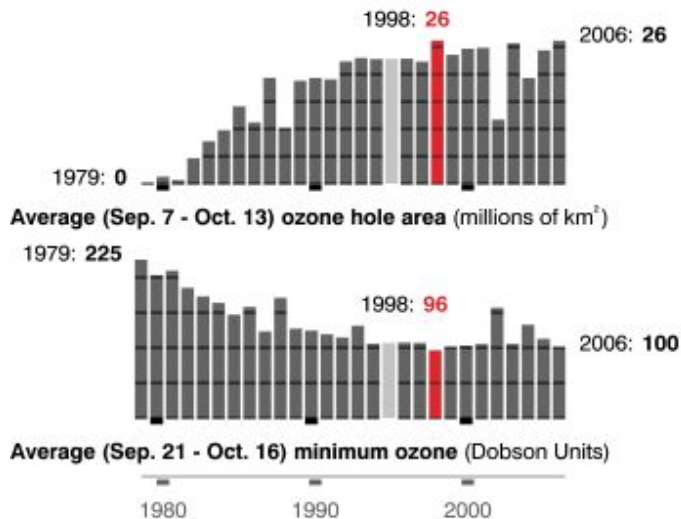 1998: 26
2006: 26
1979: 0
Average (Sep. 7 - Oct. 13) ozone hole area (millions of km²)
1979: 225
1998: 96
2006: 100
Average (Sep. 21 - Oct. 16) minimum ozone (Dobson Units)
1980 1990 2000